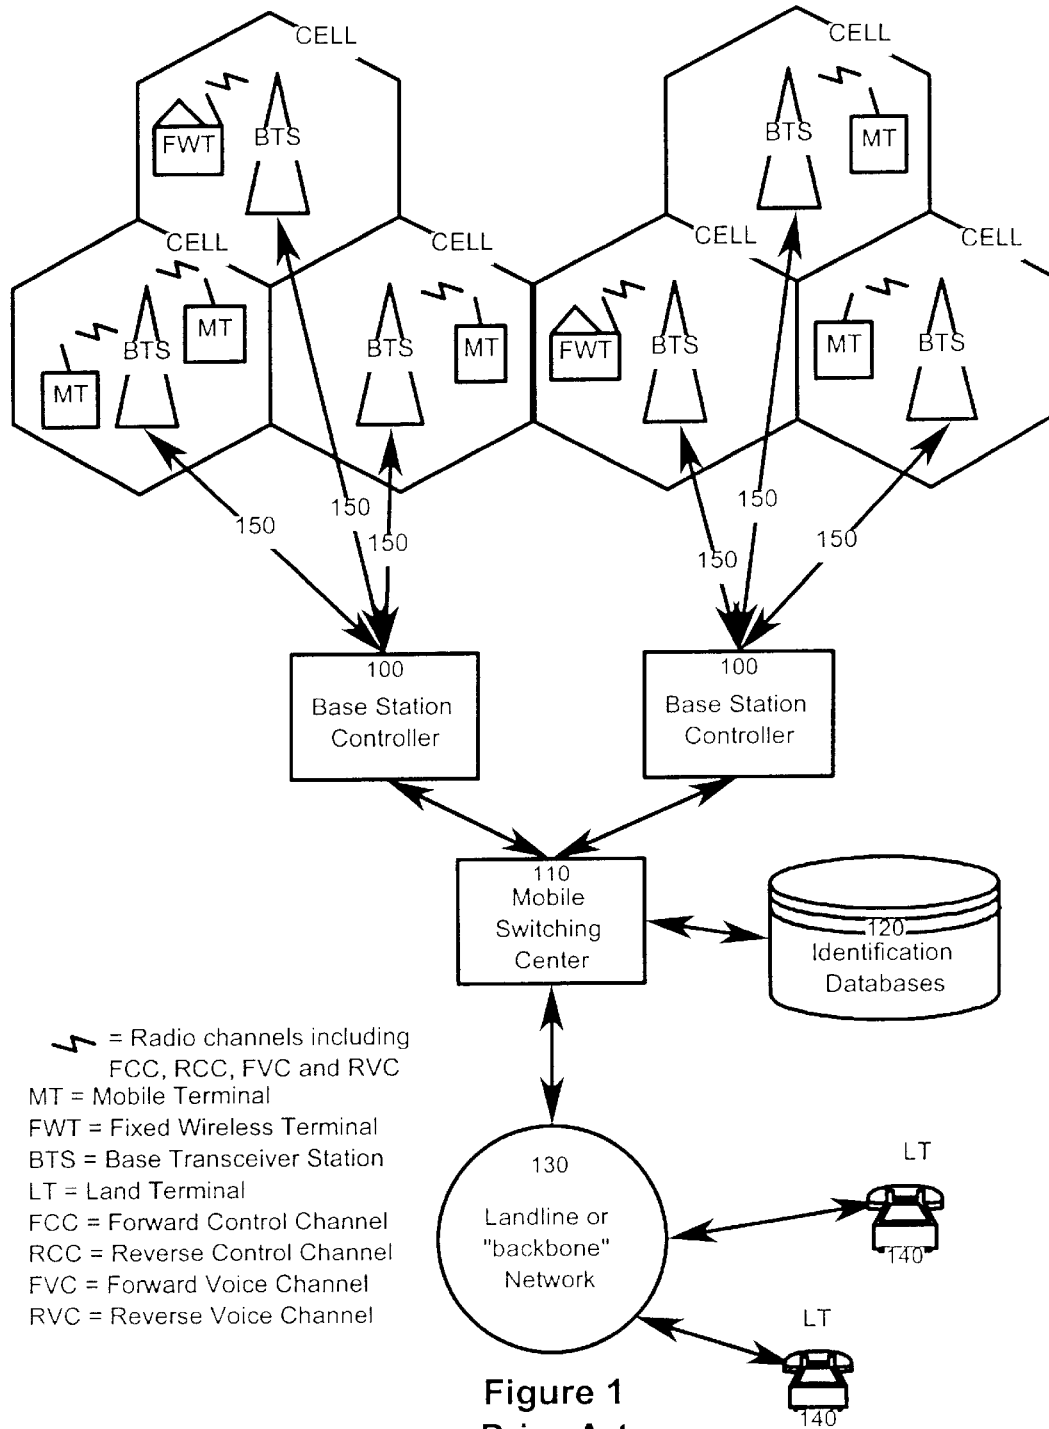 CELL
CELL
FWT
BTS
BTS
MT
CELL
CELL
CELL
CELL
MT
BTS
MT
BTS
MT
FWT
BTS
MT
BTS
MT
150
150
150
150
150
150
100
Base Station
Controller
100
Base Station
Controller
110
Mobile
Switching
Center
120
Identification
Databases
= Radio channels including
FCC, RCC, FVC and RVC
MT = Mobile Terminal
FWT = Fixed Wireless Terminal
BTS = Base Transceiver Station
LT = Land Terminal
FCC = Forward Control Channel
RCC = Reverse Control Channel
FVC = Forward Voice Channel
RVC = Reverse Voice Channel
130
Landline or
"backbone"
Network
LT
140
LT
140
Figure 1
Prior Art